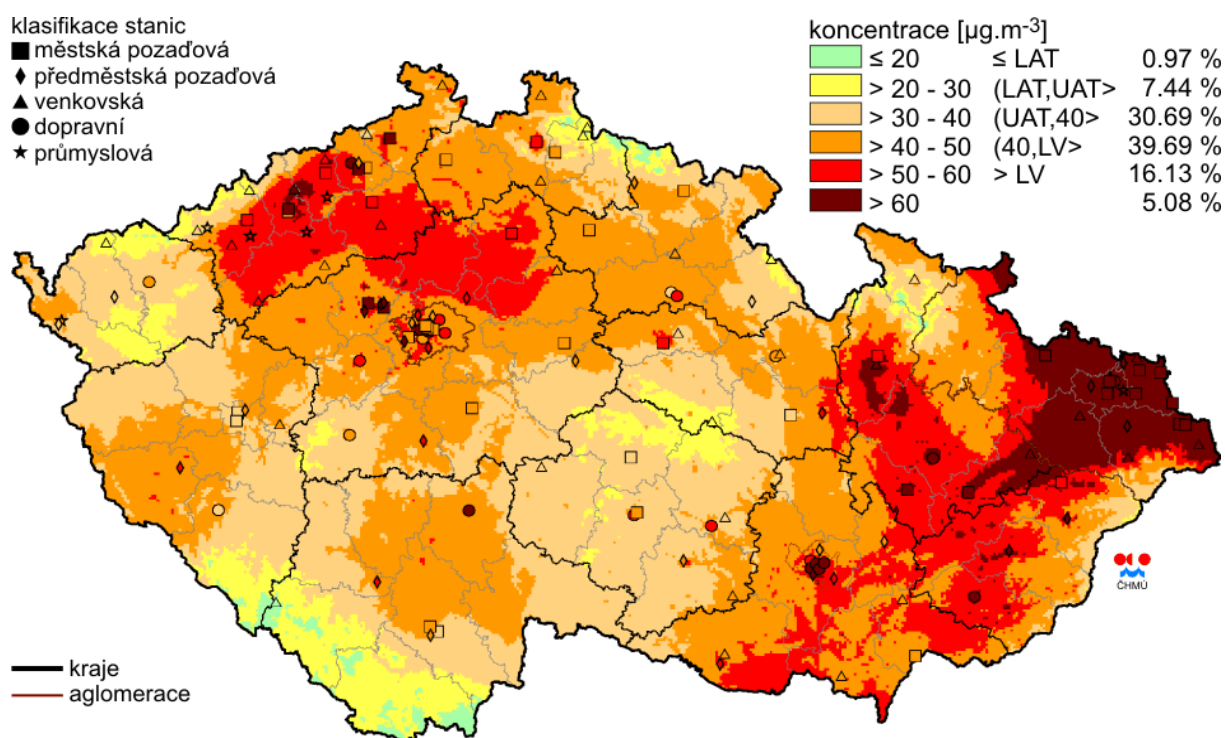 klasifikace stanic
městská pozaďová
předměstská pozaďová
venkovská
dopravní
průmyslová
koncentrace [µg.m-3]
≤ 20 ≤ LAT 0.97 %
> 20 - 30 (LAT,UAT> 7.44 %
> 30 - 40 (UAT,40> 30.69 %
> 40 - 50 (40,LV> 39.69 %
> 50 - 60 > LV 16.13 %
> 60 5.08 %
ČHMÚ
kraje
aglomerace